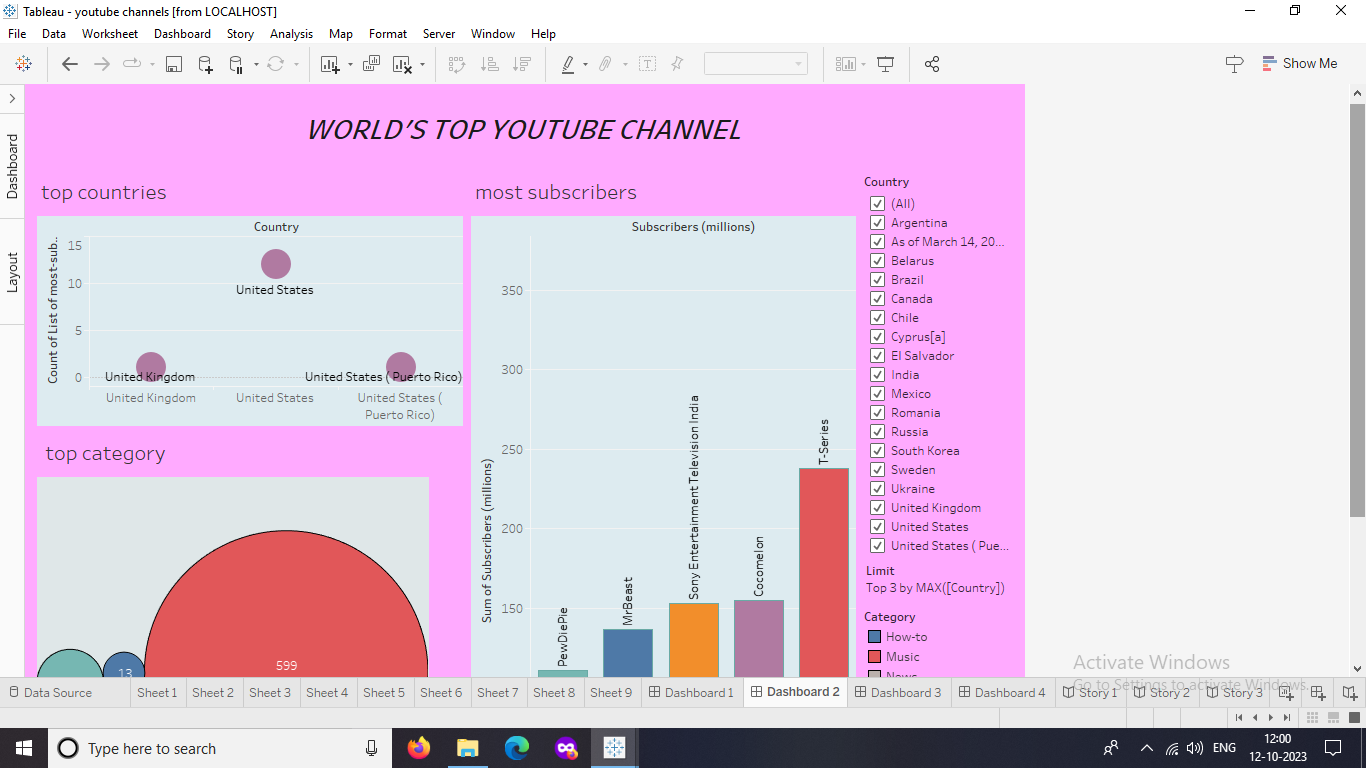 Tableau - youtube channels [from LOCALHOST]
File Data Worksheet Dashboard Story Analysis Map Format Server Window Help
Show Me
Dashboard
Layout
WORLD'S TOP YOUTUBE CHANNEL
top countries
Country
Count of List of most-sub..
15
10
5
0
United States
United Kingdom
United States ( Puerto Rico)
United Kingdom
United States
United States (
Puerto Rico)
top category
599
13
most subscribers
Subscribers (millions)
Sum of Subscribers (millions)
350
300
250
200
150
PewDiePie
MrBeast
Sony Entertainment Television India
Cocomelon
T-Series
Country
(All)
Argentina
As of March 14, 20...
Belarus
Brazil
Canada
Chile
Cyprus[a]
El Salvador
India
Mexico
Romania
Russia
South Korea
Sweden
Ukraine
United Kingdom
United States
United States ( Pue...
Limit
Top 3 by MAX([Country])
Category
How-to
Music
News
Activate Windows
Go to Settings to activate Windows.
Data Source Sheet 1 Sheet 2 Sheet 3 Sheet 4 Sheet 5 Sheet 6 Sheet 7 Sheet 8 Sheet 9 Dashboard 1 Dashboard 2 Dashboard 3 Dashboard 4 Story 1 Story 2 Story 3
Type here to search
ENG
12:00
12-10-2023